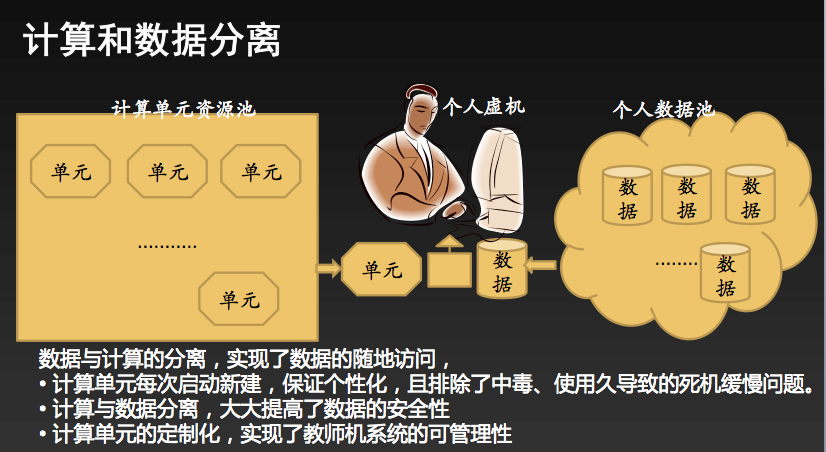 计算和数据分离
计算单元资源池
个人虚机
个人数据池
单元
单元
单元
...........
单元
单元
数
据
数
据
数
据
数
据
........
数
据
数据与计算的分离，实现了数据的随地访问，
• 计算单元每次启动新建，保证个性化，且排除了中毒、使用久导致的死机缓慢问题。
• 计算与数据分离，大大提高了数据的安全性
• 计算单元的定制化，实现了教师机系统的可管理性